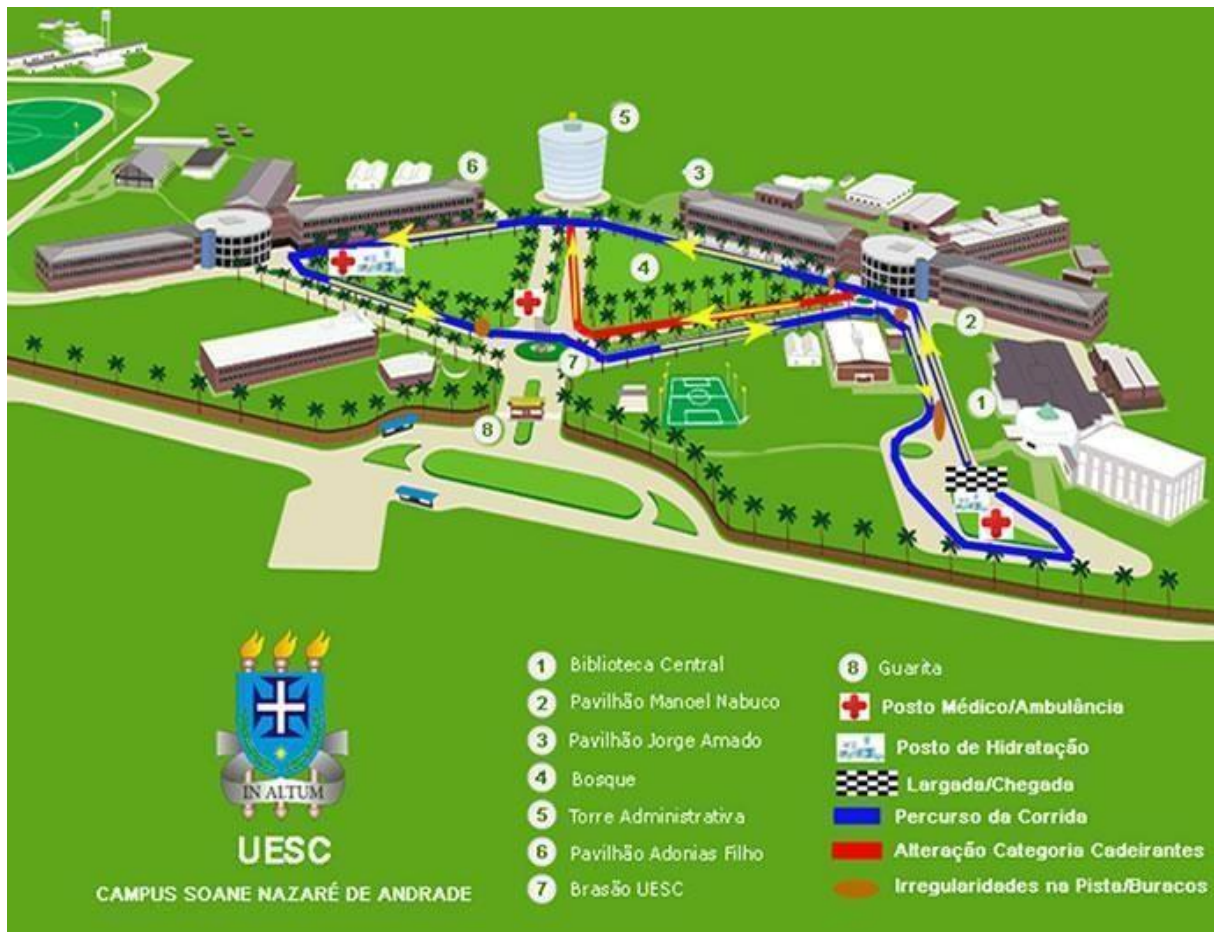 5
6
3
4
2
7
1
8
IN ALTUM
UESC
CAMPUS SOANE NAZARÉ DE ANDRADE
1 Biblioteca Central
2 Pavilhão Manoel Nabuco
3 Pavilhão Jorge Amado
4 Bosque
5 Torre Administrativa
6 Pavilhão Adonias Filho
7 Brasão UESC
8 Guarita
Posto Médico/Ambulância
Posto de Hidratação
Largada/Chegada
Percurso da Corrida
Alteração Categoria Cadeirantes
Irregularidades na Pista/Buracos